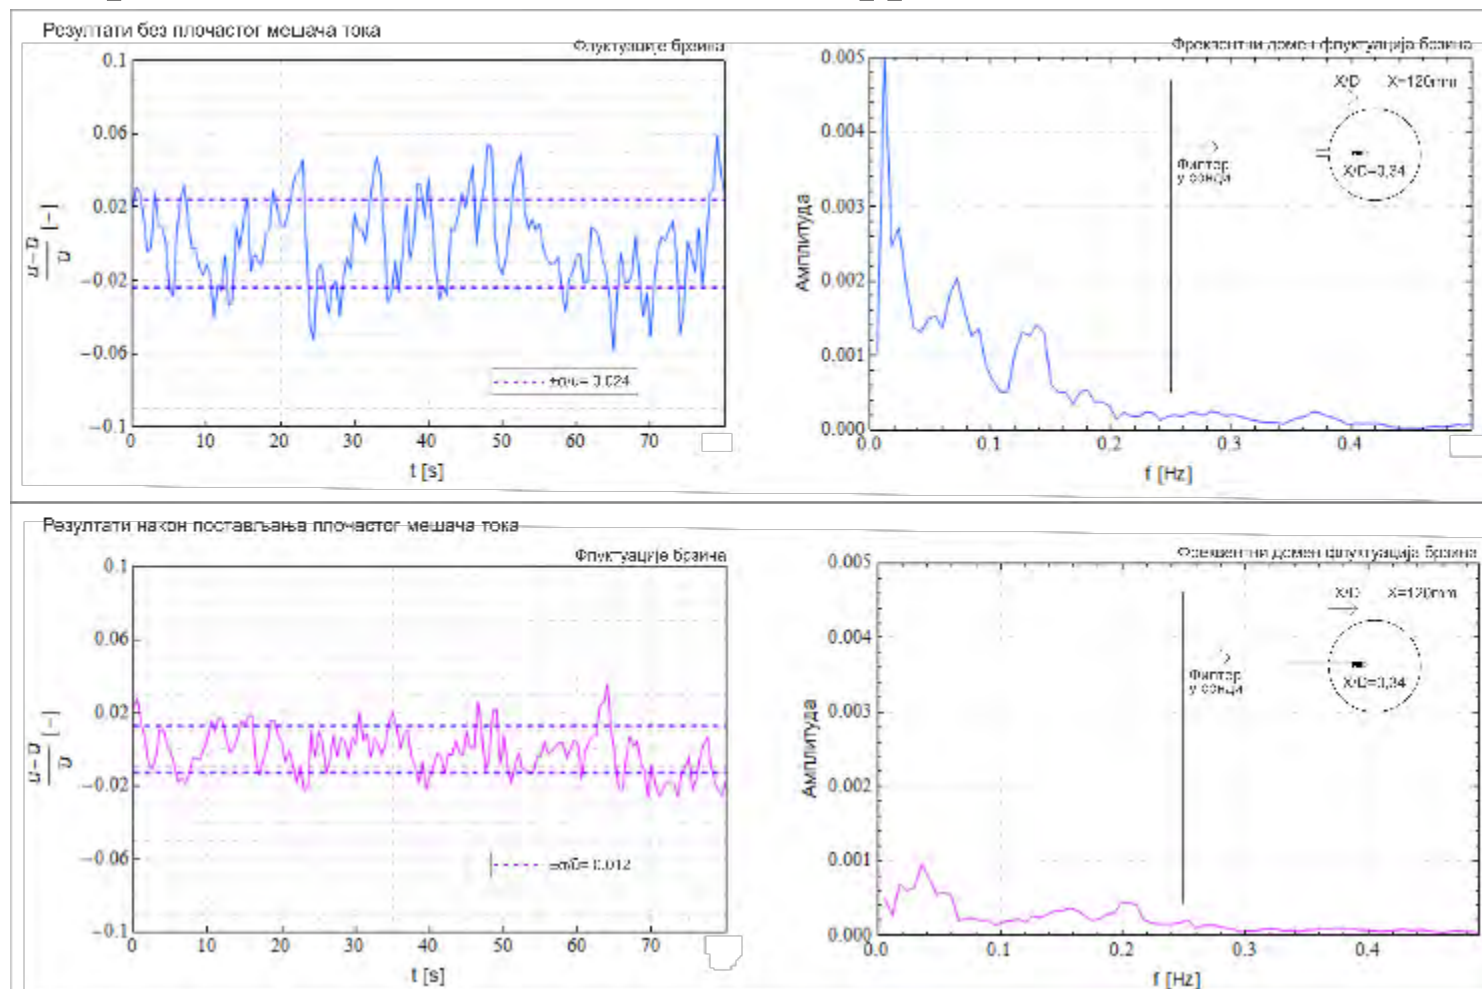 Резултати без плочастог мешача тока
Флуктуације брзина
0.1
0.06
0.02
−0.02
−0.06
−0.1
0 10 20 30 40 50 60 70
t [s]
±σ/u= 0.024
Фреквентни домен флуктуација брзина
Амплитуда
0.005
0.004
0.003
0.002
0.001
0.000
0.0 0.1 0.2 0.3 0.4
f [Hz]
Филтер
у сонди
X/D X=120mm
X/D=0,34
Резултати након постављања плочастог мешача тока
Флуктуације брзина
0.1
0.06
0.02
−0.02
−0.06
−0.1
0 10 20 30 40 50 60 70
t [s]
0.012
Фреквентни домен флуктуација брзина
Амплитуда
0.005
0.004
0.003
0.002
0.001
0.000
0.0 0.1 0.2 0.3 0.4
f [Hz]
Филтер
у сонди
X/D X=120mm
X/D=0,34